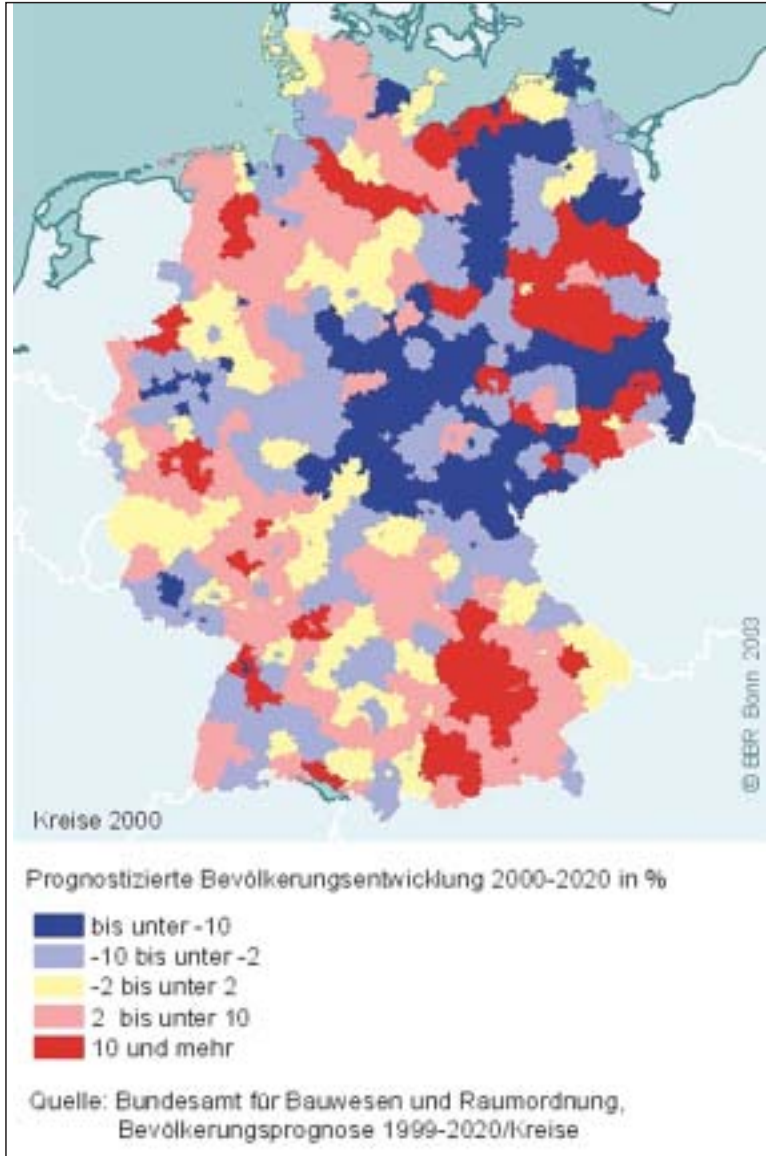 © BBR Bonn 2003
Kreise 2000
Prognostizierte Bevölkerungsentwicklung 2000-2020 in %
bis unter -10
-10 bis unter -2
-2 bis unter 2
2 bis unter 10
10 und mehr
Quelle: Bundesamt für Bauwesen und Raumordnung,
Bevölkerungsprognose 1999-2020/Kreise